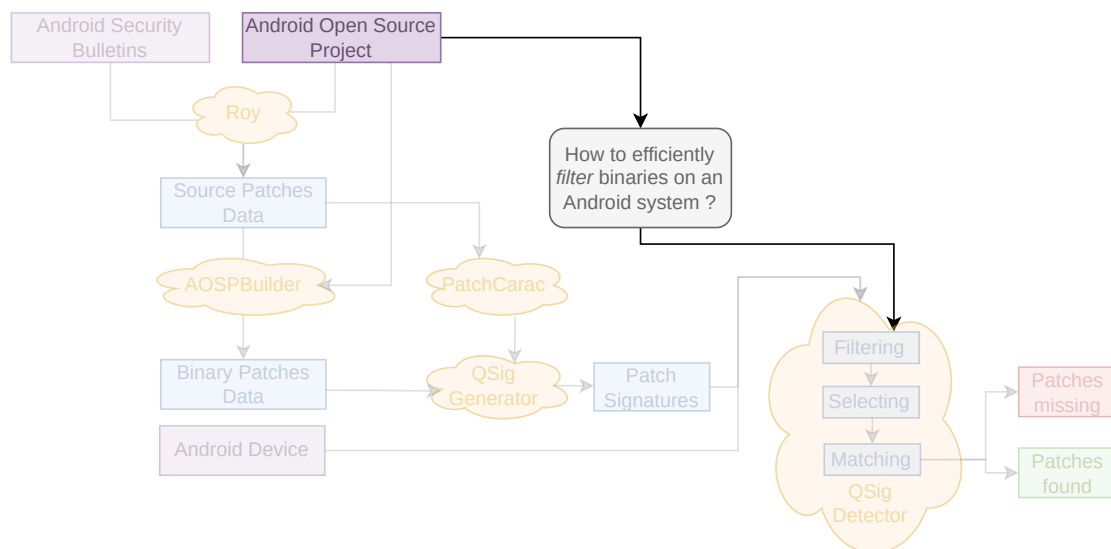 Android Security
Bulletins
Android Open Source
Project
Roy
How to efficiently
filter binaries on an
Android system ?
Source Patches
Data
AOSPBuilder
PatchCarac
Filtering
Binary Patches
Data
QSig
Generator
Patch
Signatures
Selecting
Patches
missing
Android Device
Matching
Patches
found
QSig
Detector